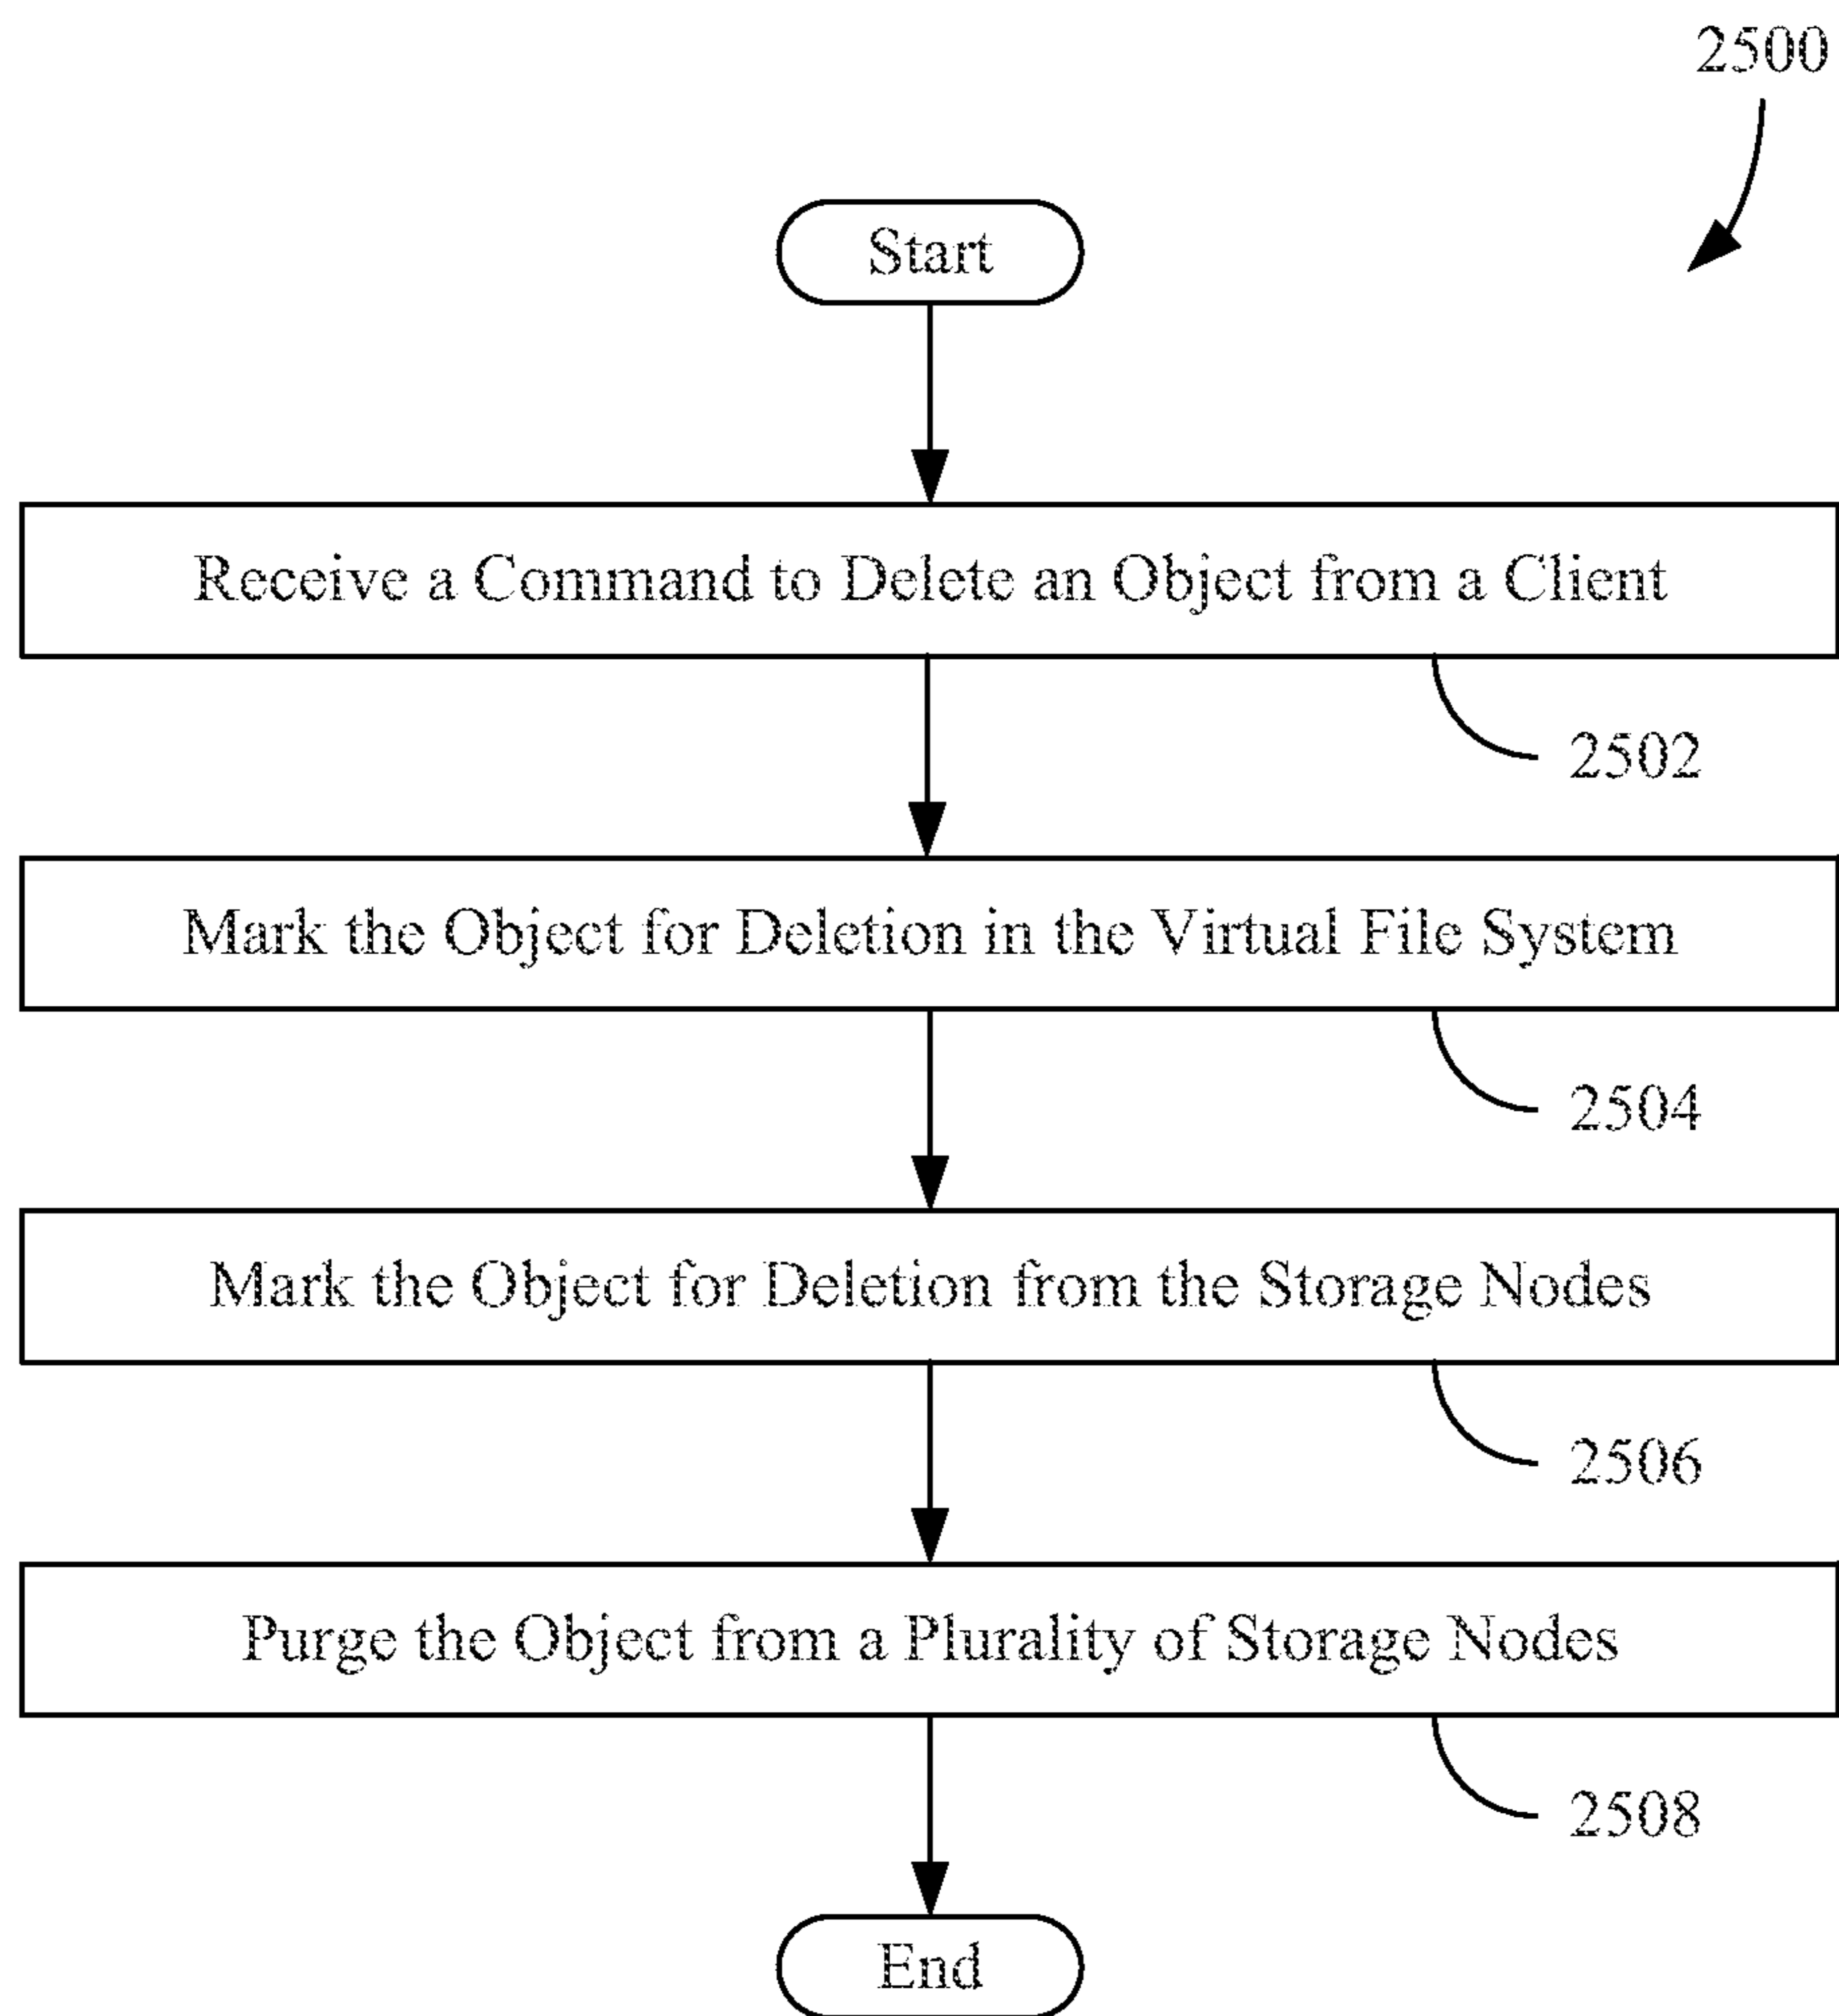 2500
Start
Receive a Command to Delete an Object from a Client
2502
Mark the Object for Deletion in the Virtual File System
2504
Mark the Object for Deletion from the Storage Nodes
2506
Purge the Object from a Plurality of Storage Nodes
2508
End